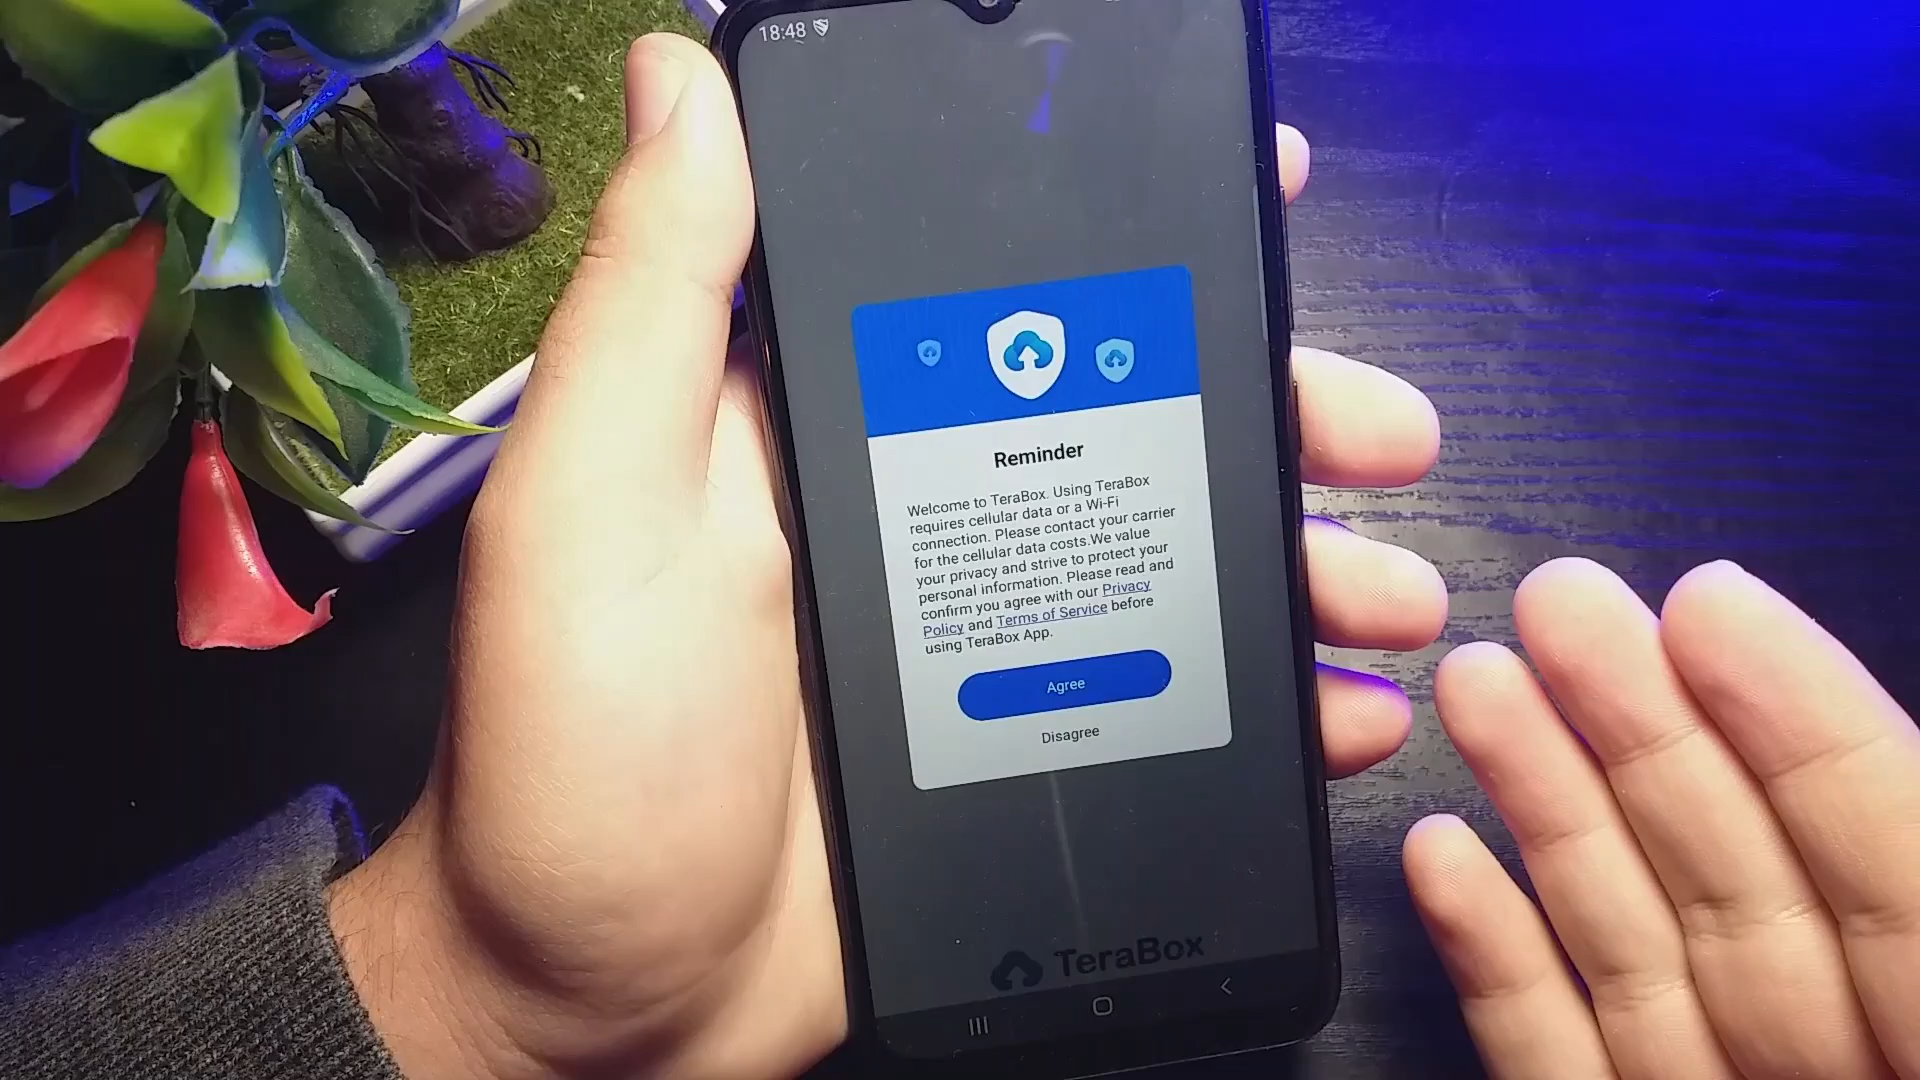 18:48
Reminder
Welcome to TeraBox. Using TeraBox
requires cellular data or a Wi-Fi
connection. Please contact your carrier
for the cellular data costs.We value
your privacy and strive to protect your
personal information. Please read and
confirm you agree with our Privacy
Policy and Terms of Service before
using TeraBox App.
Agree
Disagree
TeraBox